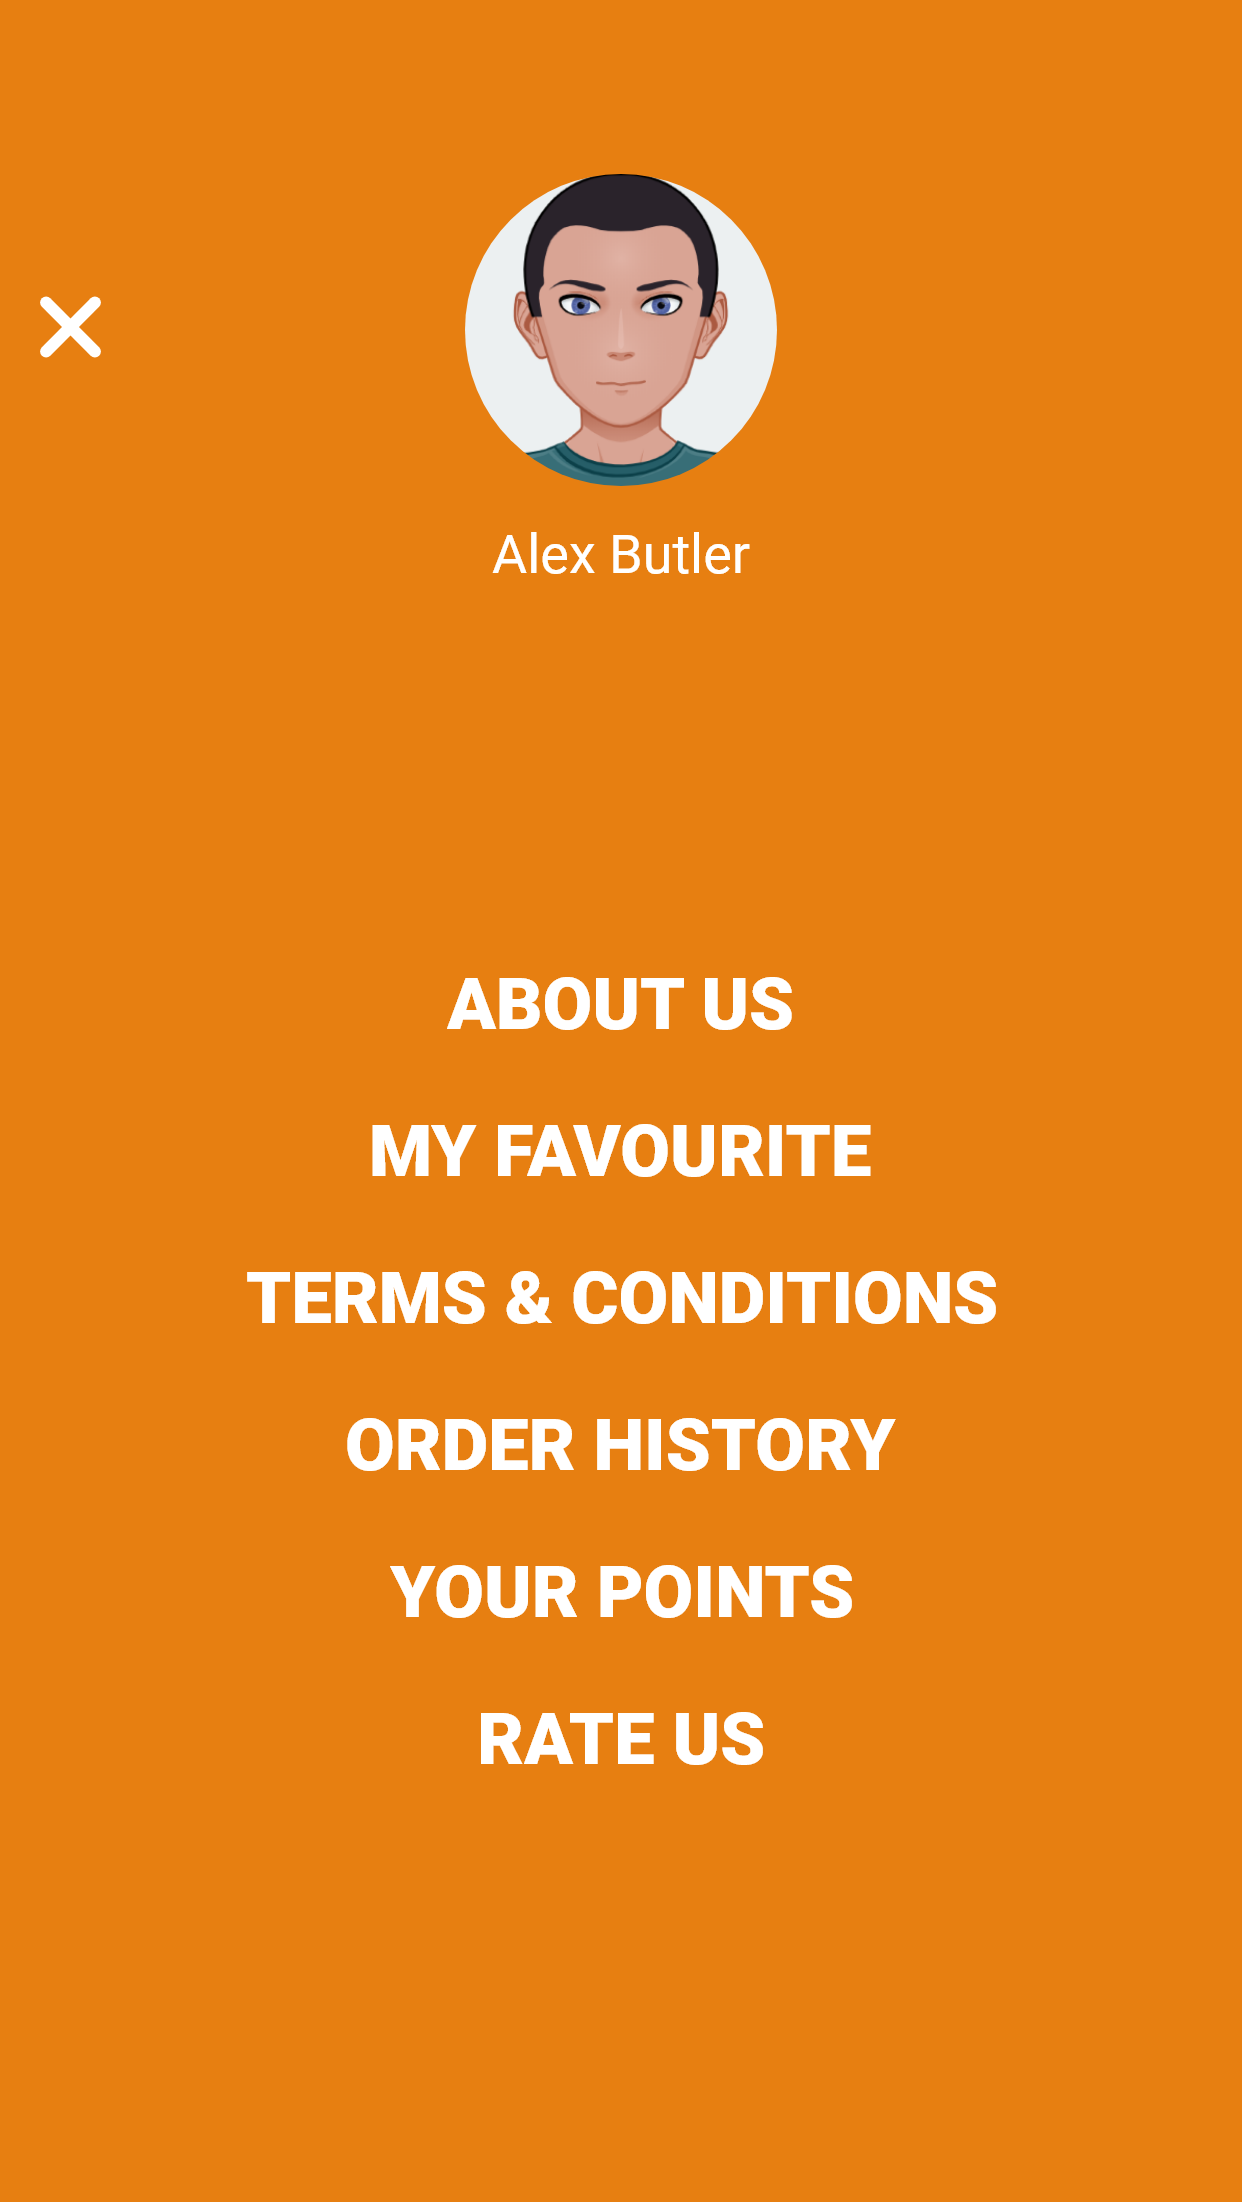 Alex Butler
ABOUT US
MY FAVOURITE
TERMS & CONDITIONS
ORDER HISTORY
YOUR POINTS
RATE US